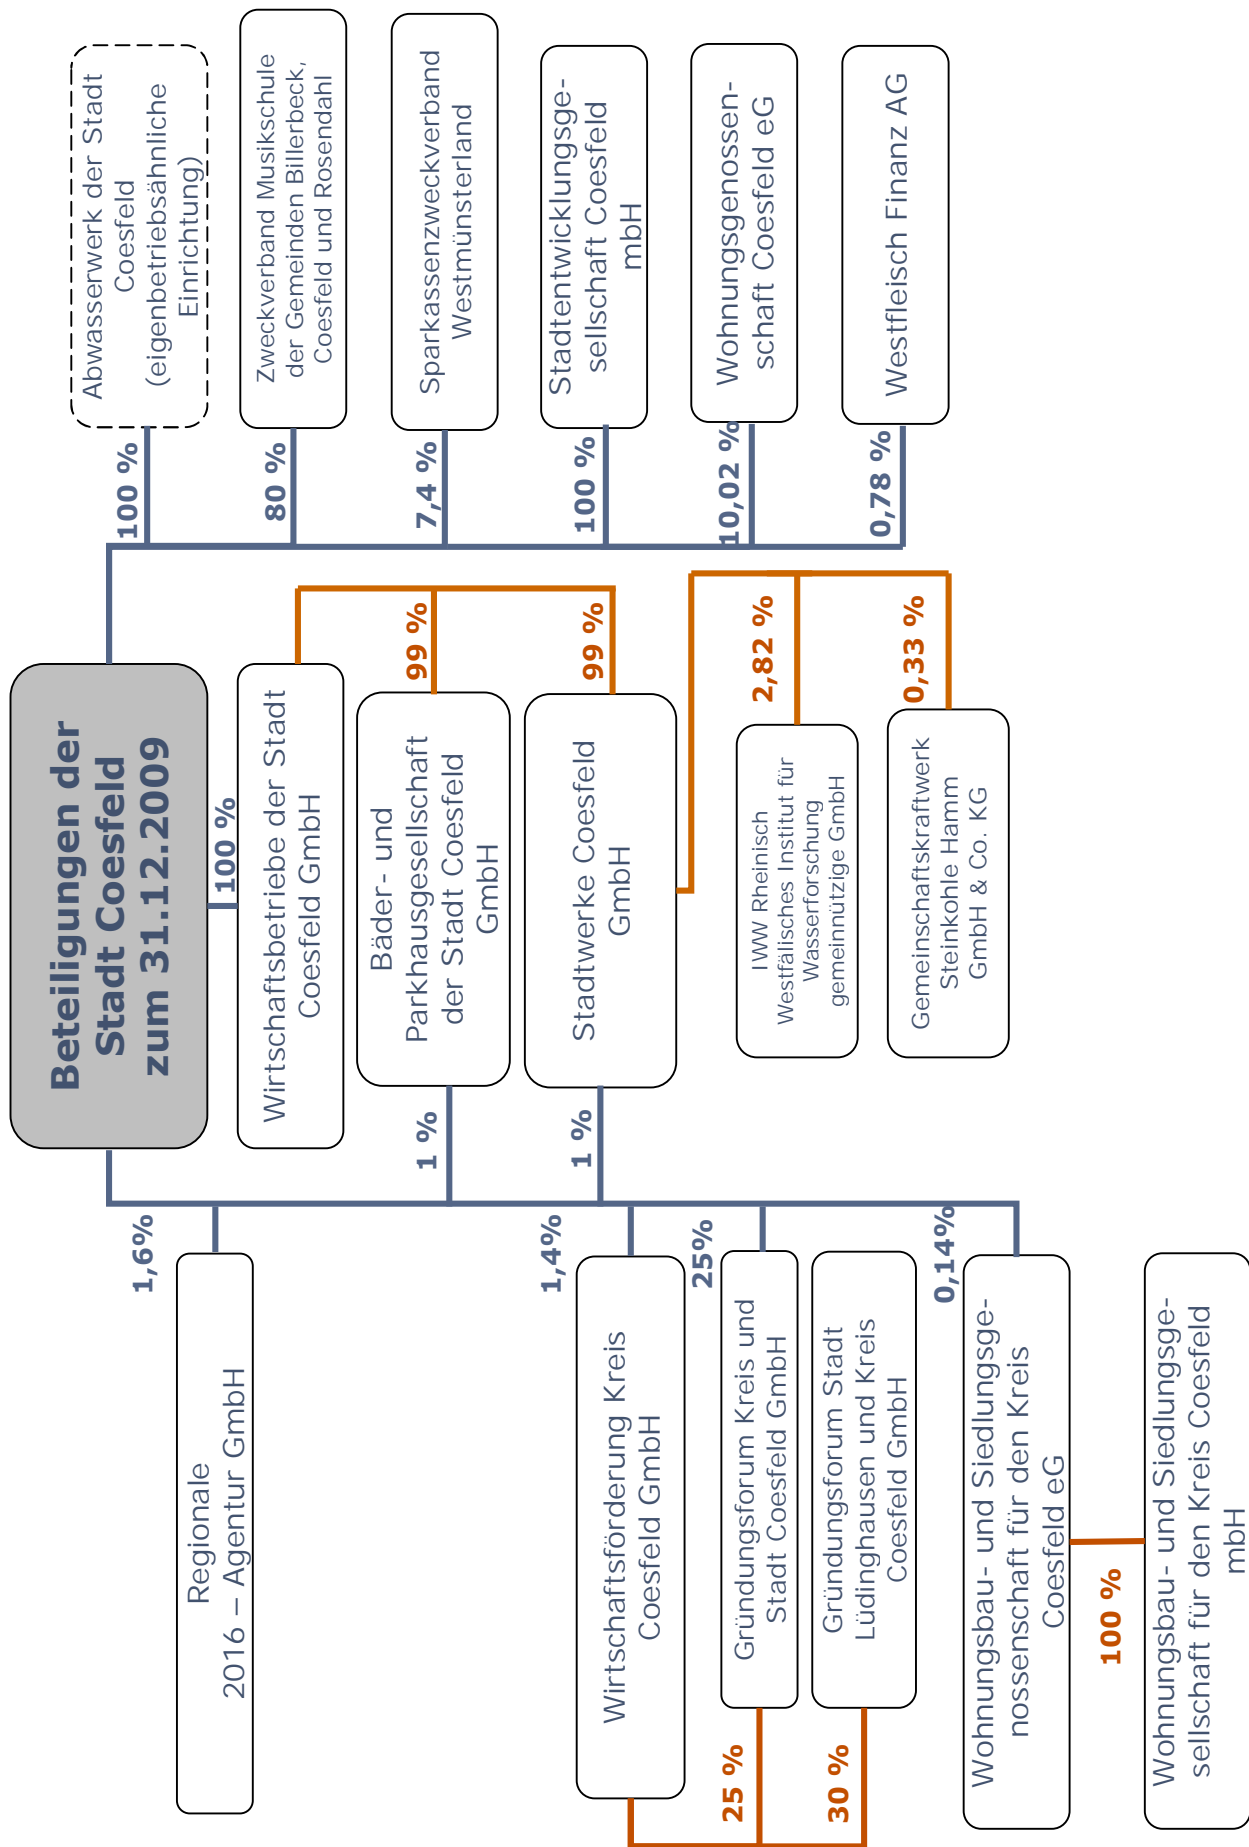 Beteiligungen der
Stadt Coesfeld
zum 31.12.2009
1,6%
Regionale
2016 – Agentur GmbH
100 %
Wirtschaftsbetriebe der Stadt
Coesfeld GmbH
100 %
Abwasserwerk der Stadt
Coesfeld
(eigenbetriebsähnliche
Einrichtung)
80 %
Zweckverband Musikschule
der Gemeinden Billerbeck,
Coesfeld und Rosendahl
1 %
Bäder- und
Parkhausgesellschaft
der Stadt Coesfeld
GmbH
99 %
7,4 %
Sparkassenzweckverband
Westmünsterland
1,4%
Wirtschaftsförderung Kreis
Coesfeld GmbH
1 %
Stadtwerke Coesfeld
GmbH
99 %
100 %
Stadtentwicklungsge-
sellschaft Coesfeld
mbH
25%
Gründungsforum Kreis und
Stadt Coesfeld GmbH
25 %
Gründungsforum Stadt
Lüdinghausen und Kreis
Coesfeld GmbH
30 %
2,82 %
IWW Rheinisch
Westfälisches Institut für
Wasserforschung
gemeinnützige GmbH
10,02 %
Wohnungsgenossen-
schaft Coesfeld eG
0,33 %
Gemeinschaftskraftwerk
Steinkohle Hamm
GmbH & Co. KG
0,78 %
Westfleisch Finanz AG
0,14%
Wohnungsbau- und Siedlungsge-
nossenschaft für den Kreis
Coesfeld eG
100 %
Wohnungsbau- und Siedlungsge-
sellschaft für den Kreis Coesfeld
mbH